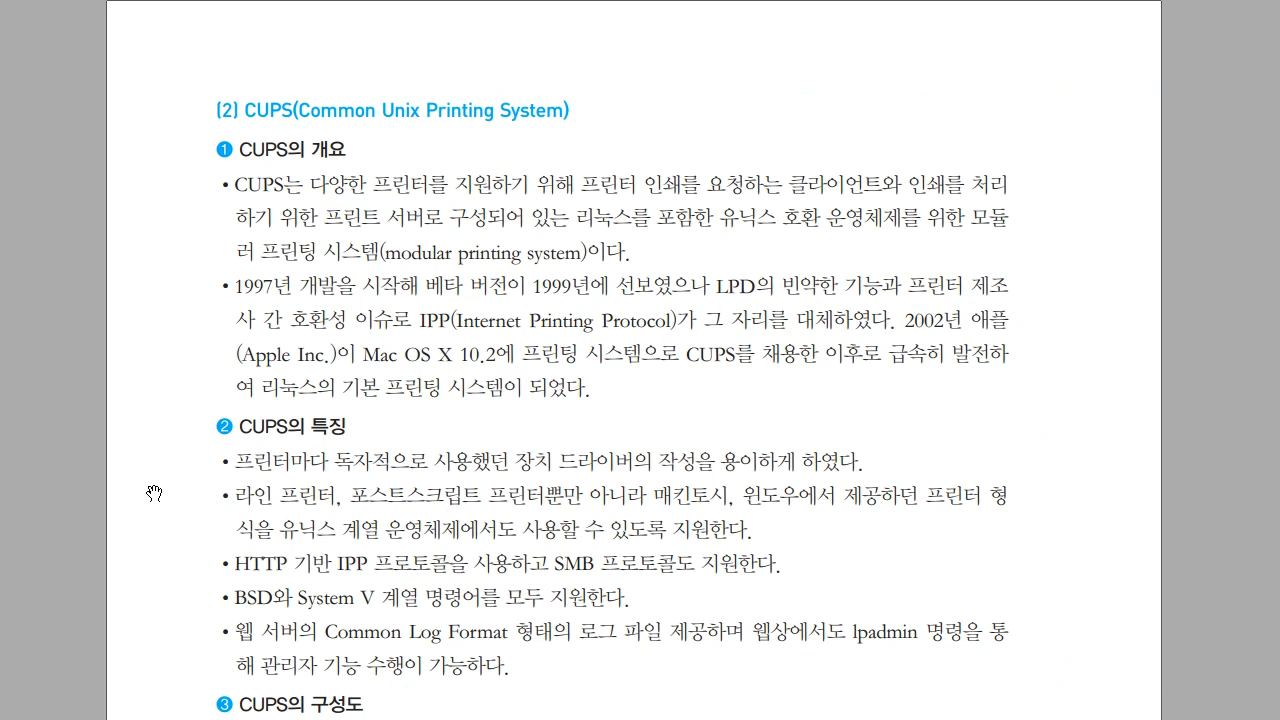 (2) CUPS(Common Unix Printing System)
❶ CUPS의 개요
• CUPS는 다양한 프린터를 지원하기 위해 프린터 인쇄를 요청하는 클라이언트와 인쇄를 처리
하기 위한 프린트 서버로 구성되어 있는 리눅스를 포함한 유닉스 호환 운영체제를 위한 모듈
러 프린팅 시스템(modular printing system)이다.
• 1997년 개발을 시작해 베타 버전이 1999년에 선보였으나 LPD의 빈약한 기능과 프린터 제조
사 간 호환성 이슈로 IPP(Internet Printing Protocol)가 그 자리를 대체하였다. 2002년 애플
(Apple Inc.)이 Mac OS X 10.2에 프린팅 시스템으로 CUPS를 채용한 이후로 급속히 발전하
여 리눅스의 기본 프린팅 시스템이 되었다.
❷ CUPS의 특징
• 프린터마다 독자적으로 사용했던 장치 드라이버의 작성을 용이하게 하였다.
• 라인 프린터, 포스트스크립트 프린터뿐만 아니라 매킨토시, 윈도우에서 제공하던 프린터 형
식을 유닉스 계열 운영체제에서도 사용할 수 있도록 지원한다.
• HTTP 기반 IPP 프로토콜을 사용하고 SMB 프로토콜도 지원한다.
• BSD와 System V 계열 명령어를 모두 지원한다.
• 웹 서버의 Common Log Format 형태의 로그 파일 제공하며 웹상에서도 lpadmin 명령을 통
해 관리자 기능 수행이 가능하다.
❸ CUPS의 구성도